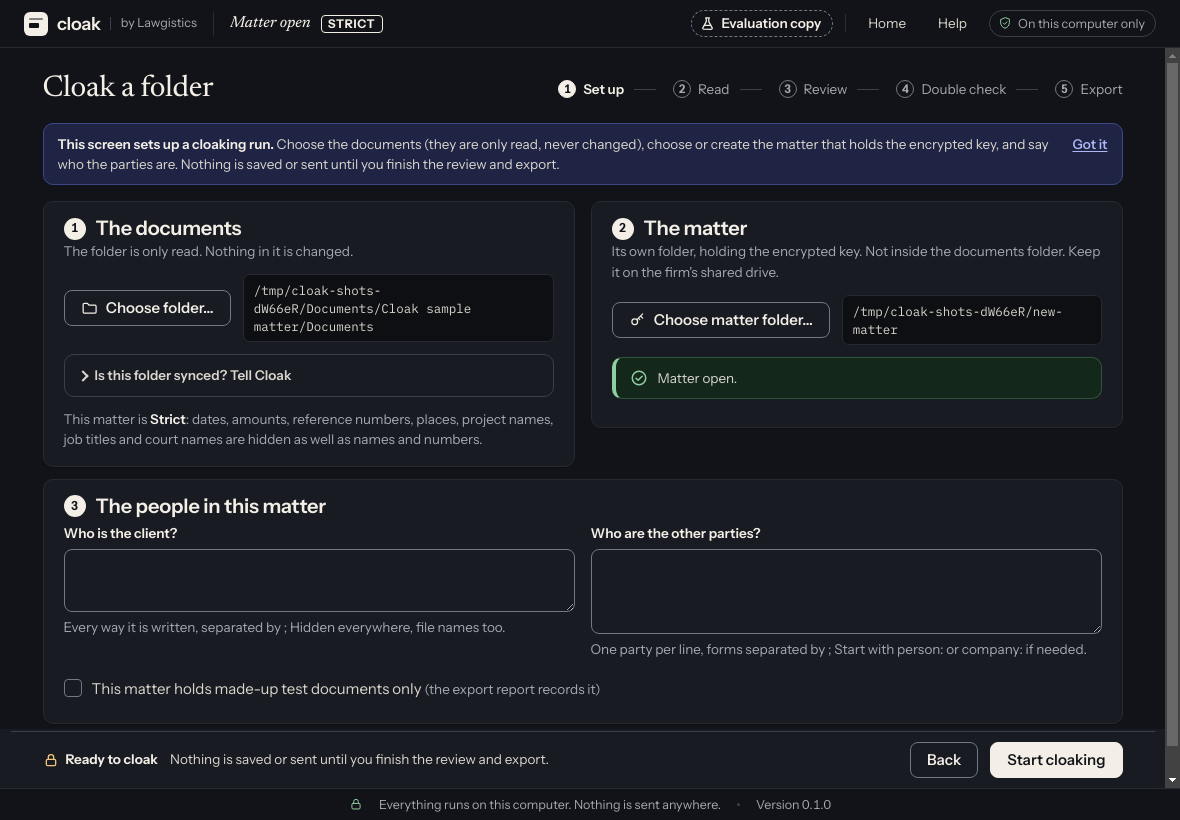 cloak
by Lawgistics
Matter open
STRICT
Evaluation copy
Home
Help
On this computer only
Cloak a folder
1 Set up
2 Read
3 Review
4 Double check
5 Export
This screen sets up a cloaking run. Choose the documents (they are only read, never changed), choose or create the matter that holds the encrypted key, and say
who the parties are. Nothing is saved or sent until you finish the review and export.
Got it
1 The documents
The folder is only read. Nothing in it is changed.
Choose folder...
/tmp/cloak-shots-
dW66eR/Documents/Cloak sample
matter/Documents
Is this folder synced? Tell Cloak
This matter is Strict: dates, amounts, reference numbers, places, project names,
job titles and court names are hidden as well as names and numbers.
2 The matter
Its own folder, holding the encrypted key. Not inside the documents folder. Keep
it on the firm's shared drive.
Choose matter folder...
/tmp/cloak-shots-dW66eR/new-
matter
Matter open.
3 The people in this matter
Who is the client?
Every way it is written, separated by ; Hidden everywhere, file names too.
Who are the other parties?
One party per line, forms separated by ; Start with person: or company: if needed.
This matter holds made-up test documents only (the export report records it)
Ready to cloak
Nothing is saved or sent until you finish the review and export.
Back
Start cloaking
Everything runs on this computer. Nothing is sent anywhere.
Version 0.1.0